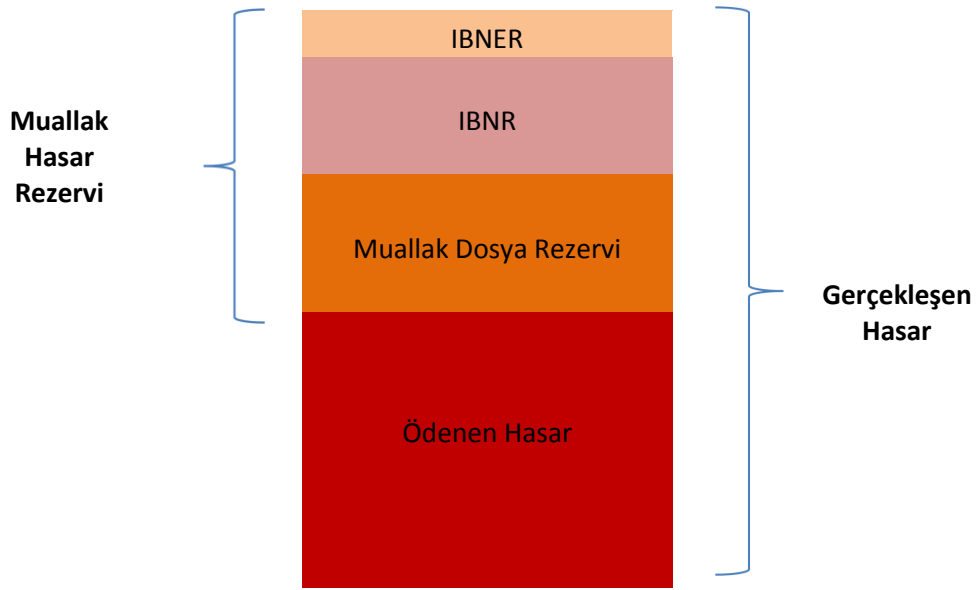 IBNER
IBNR
Muallak
Hasar
Rezervi
Muallak Dosya Rezervi
Gerçekleşen
Hasar
Ödenen Hasar